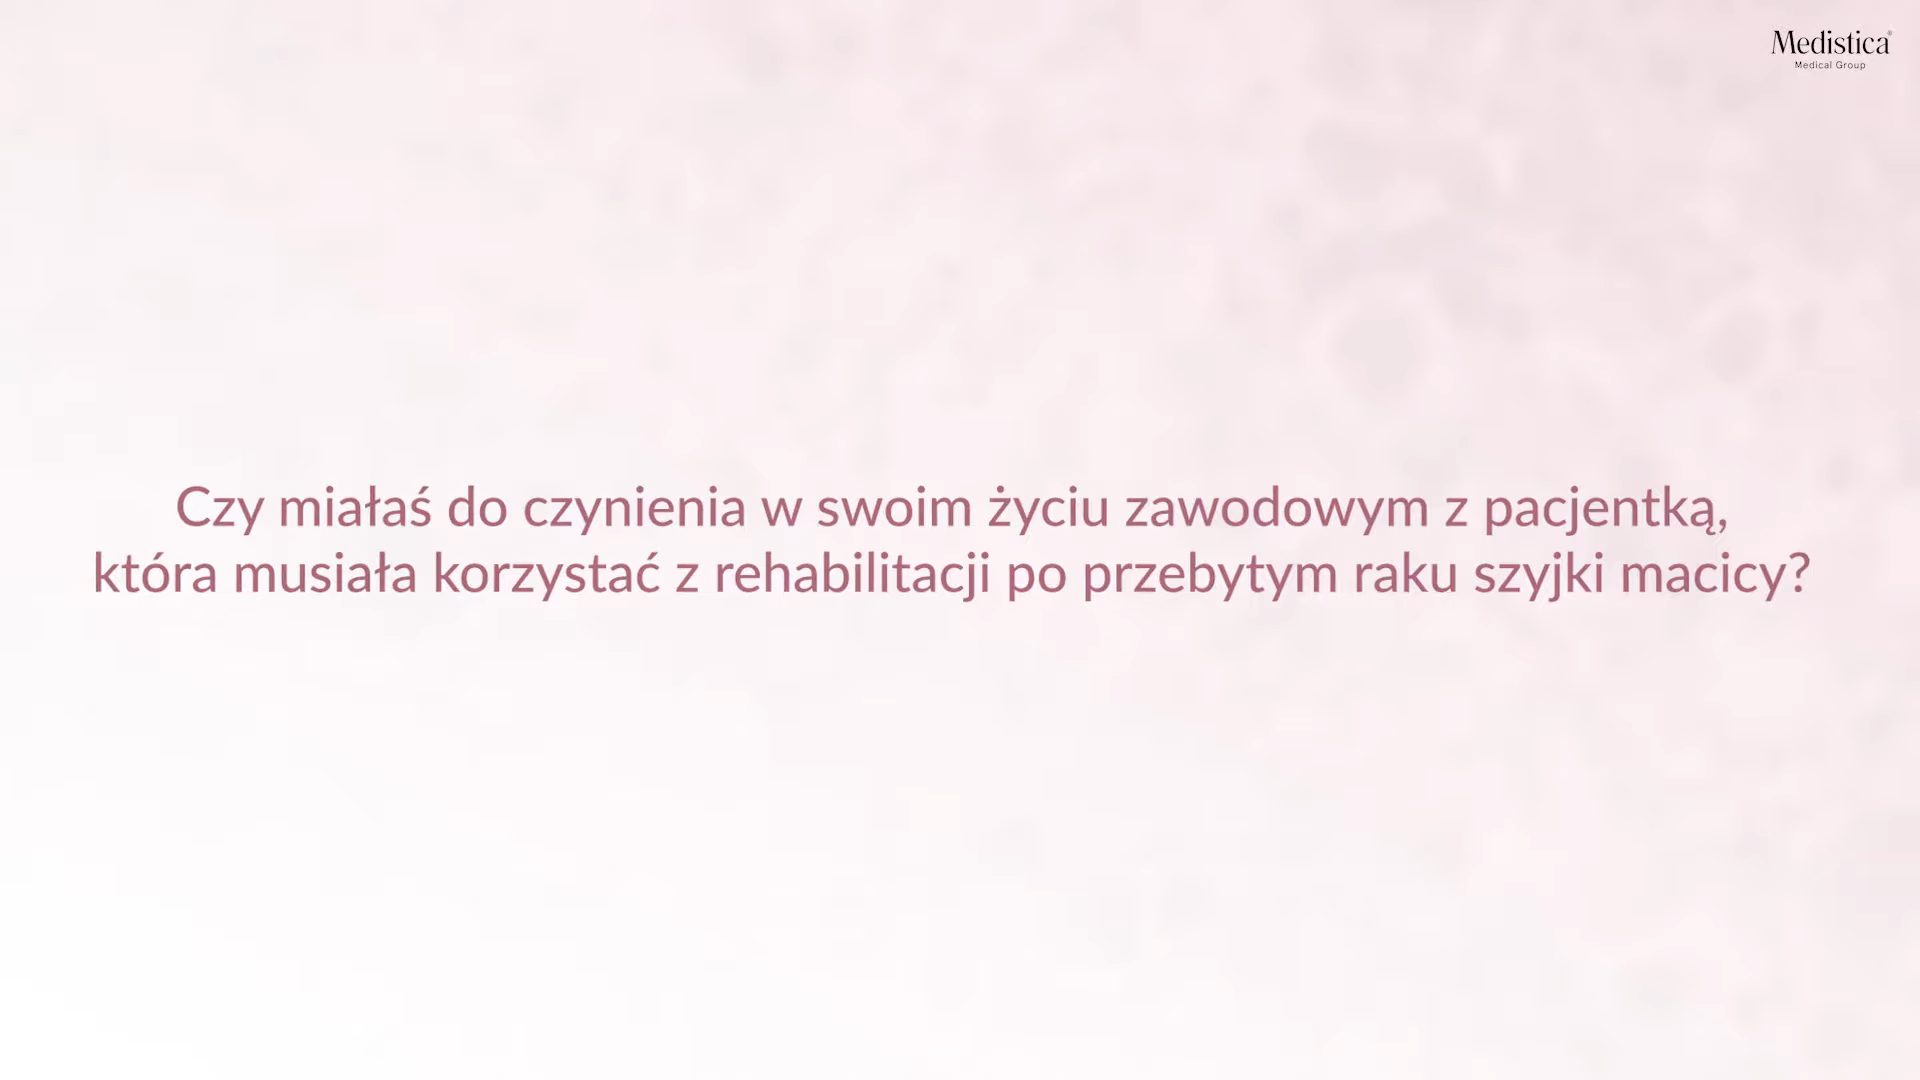 Medistica®
Medical Group
Czy miałaś do czynienia w swoim życiu zawodowym z pacjentką,
która musiała korzystać z rehabilitacji po przebytym raku szyjki macicy?